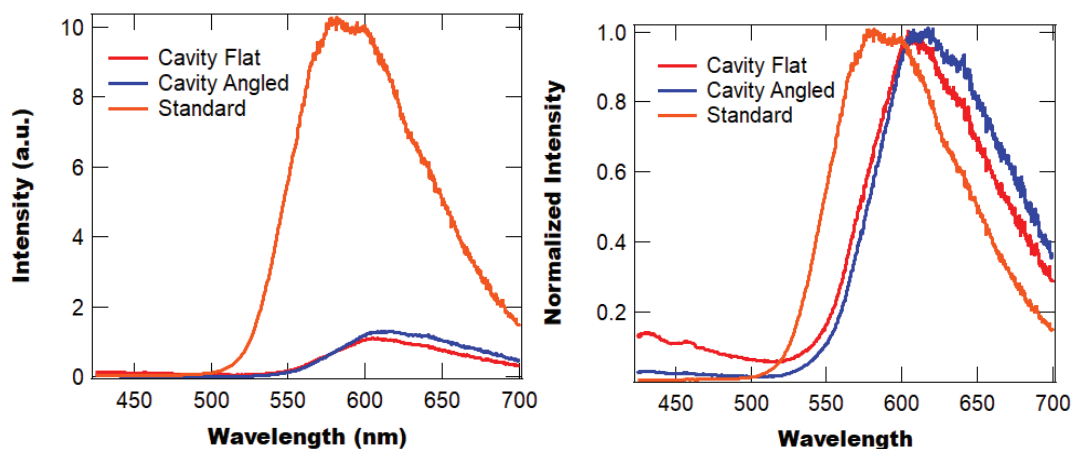 10
8
6
4
2
0
Intensity (a.u.)
Cavity Flat
Cavity Angled
Standard
450 500 550 600 650 700
Wavelength (nm)
1.0
0.8
0.6
0.4
0.2
Normalized Intensity
Cavity Flat
Cavity Angled
Standard
450 500 550 600 650 700
Wavelength